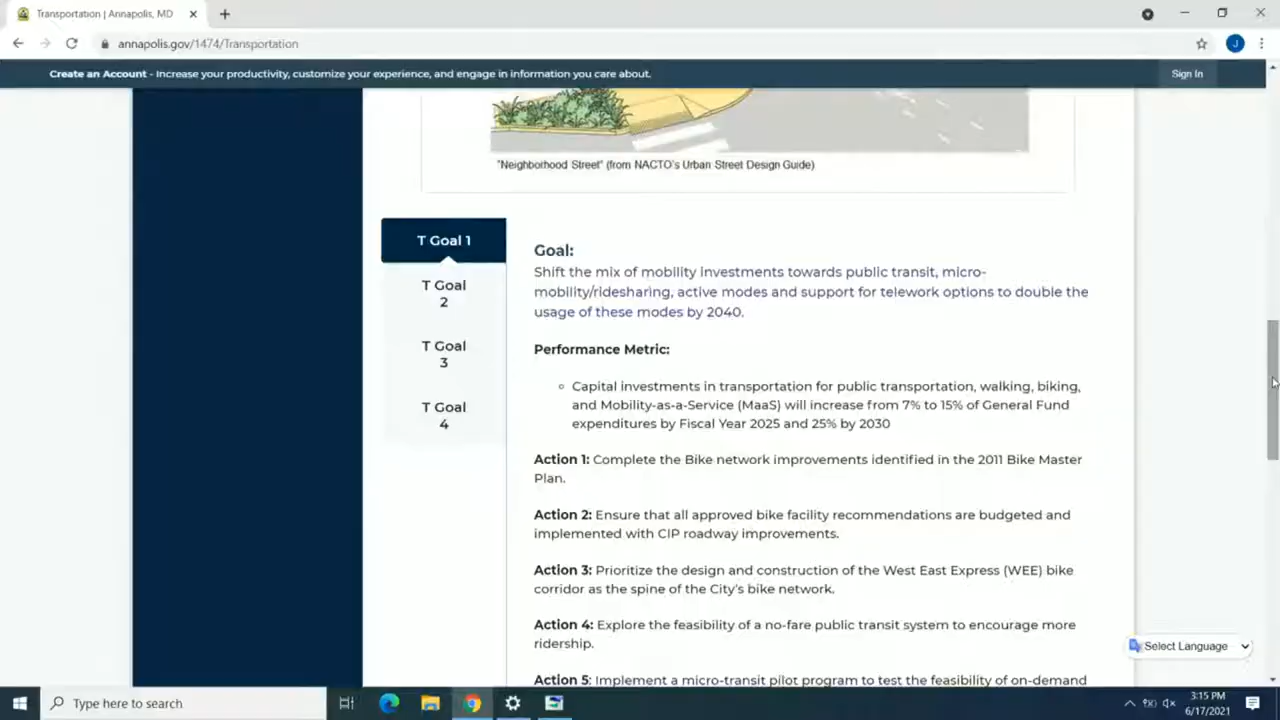 Transportation | Annapolis, MD
annapolis.gov/1474/Transportation
J
Create an Account - Increase your productivity, customize your experience, and engage in information you care about.
Sign In
"Neighborhood Street" (from NACTO's Urban Street Design Guide)
T Goal 1
T Goal
2
T Goal
3
T Goal
4
Goal:
Shift the mix of mobility investments towards public transit, micro-
mobility/ridesharing, active modes and support for telework options to double the
usage of these modes by 2040.
Performance Metric:
Capital investments in transportation for public transportation, walking, biking,
and Mobility-as-a-Service (MaaS) will increase from 7% to 15% of General Fund
expenditures by Fiscal Year 2025 and 25% by 2030
Action 1: Complete the Bike network improvements identified in the 2011 Bike Master
Plan.
Action 2: Ensure that all approved bike facility recommendations are budgeted and
implemented with CIP roadway improvements.
Action 3: Prioritize the design and construction of the West East Express (WEE) bike
corridor as the spine of the City's bike network.
Action 4: Explore the feasibility of a no-fare public transit system to encourage more
ridership.
Action 5: Implement a micro-transit pilot program to test the feasibility of on-demand
Select Language
Type here to search
3:15 PM
6/17/2021